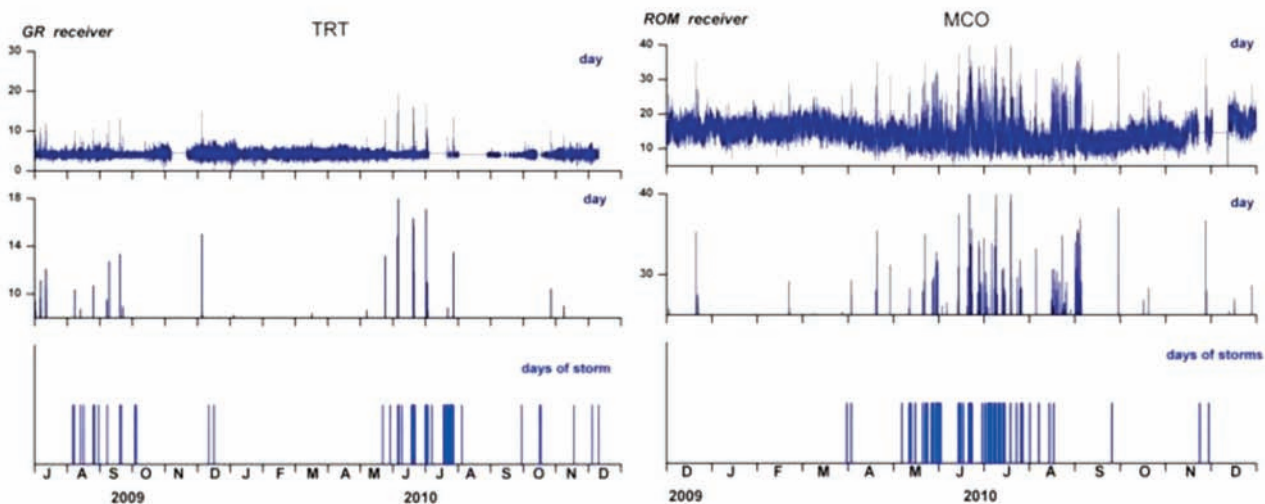 GR receiver
TRT
day
30
20
10
0
day
18
14
10
days of storm
J A S O N D J F M A M J J A S O N D
2009 2010
ROM receiver
MCO
day
40
30
20
10
day
40
30
days of storms
D J F M A M J J A S O N D
2009 2010